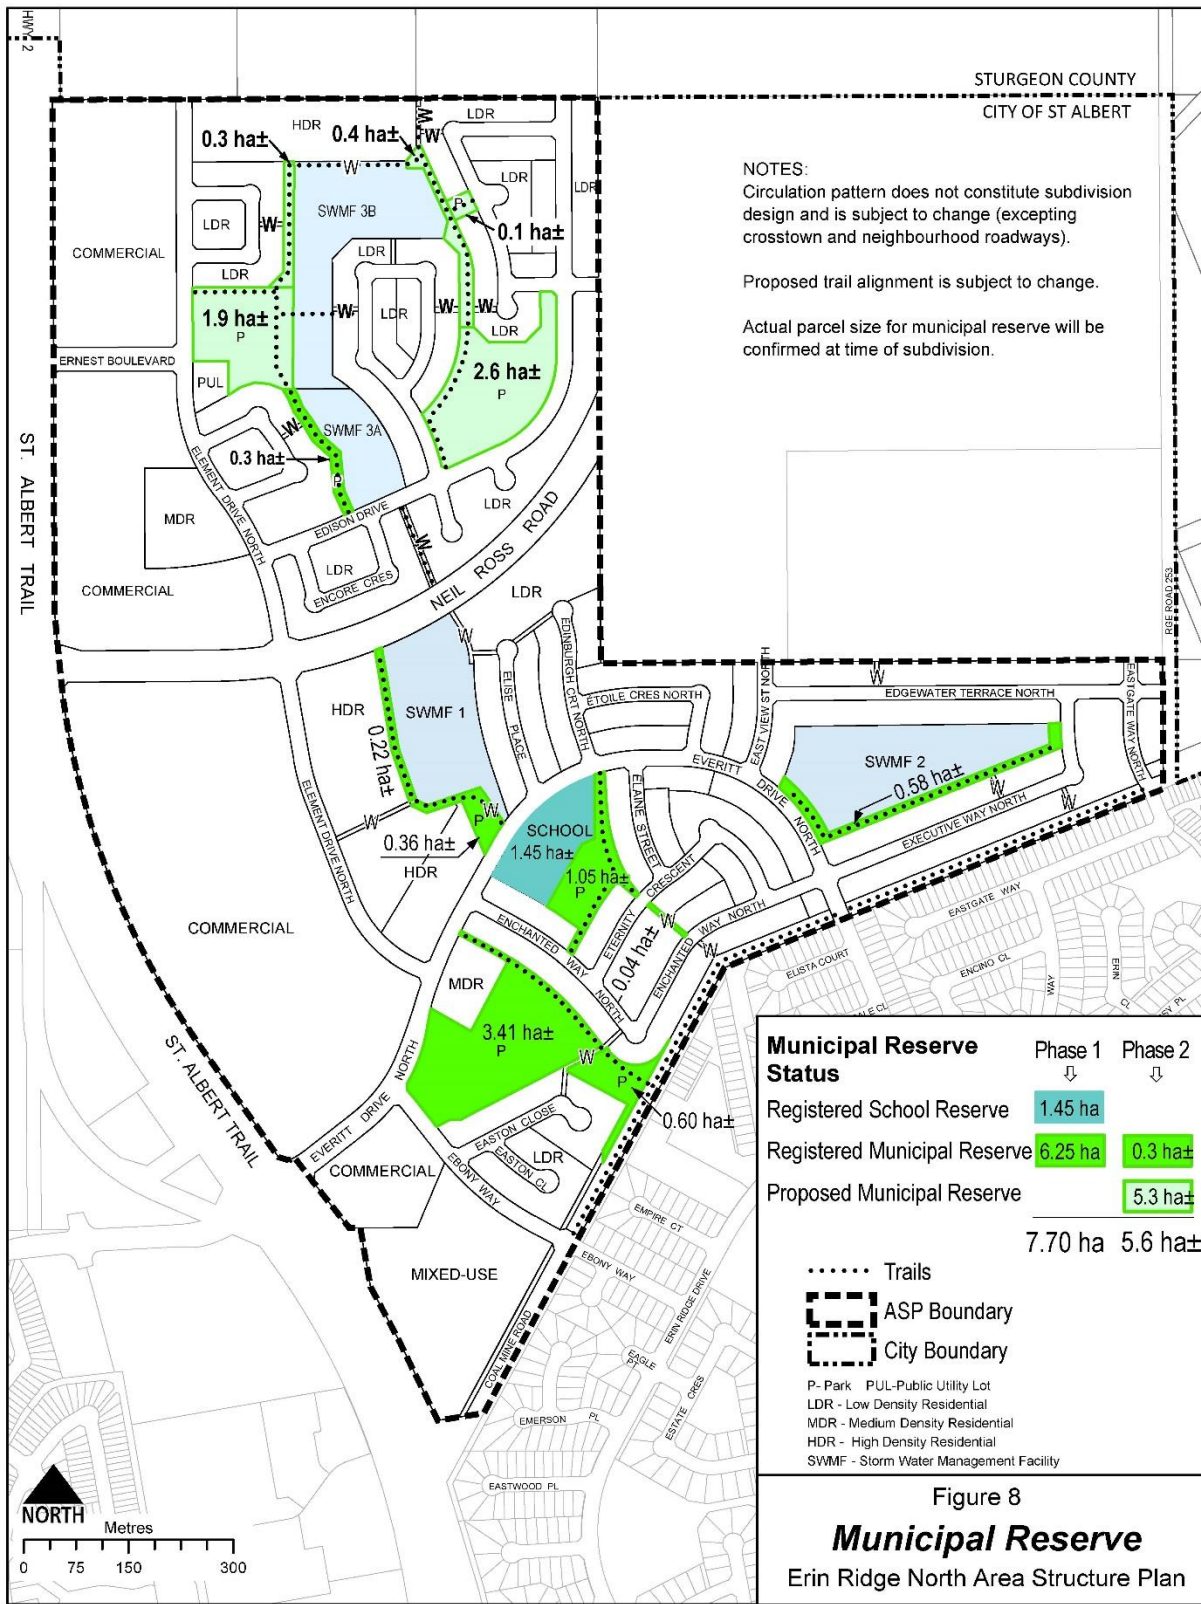 HWY 2
STURGEON COUNTY
CITY OF ST ALBERT
NOTES:
Circulation pattern does not constitute subdivision
design and is subject to change (excepting
crosstown and neighbourhood roadways).
Proposed trail alignment is subject to change.
Actual parcel size for municipal reserve will be
confirmed at time of subdivision.
0.3 ha±
HDR
0.4 ha±
W
W
LDR
W
LDR
LDR
P
SWMF 3B
LDR
W
0.1 ha±
COMMERCIAL
LDR
LDR
W
LDR
W
W
LDR
1.9 ha±
P
2.6 ha±
P
ERNEST BOULEVARD
PUL
W
SWMF 3A
0.3 ha±
P
ELEMENT DRIVE NORTH
MDR
EDISON DRIVE
LDR
W
LDR
ENCORE CRES
NEIL ROSS ROAD
COMMERCIAL
ST. ALBERT TRAIL
LDR
RGE ROAD 253
W
EDINBURGH CRT NORTH
ELISE PLACE
ETOILE CRES NORTH
EAST VIEW ST NORTH
W
EDGEWATER TERRACE NORTH
EASTGATE WAY NORTH
HDR
SWMF 1
0.22 ha±
EVERITT DRIVE NORTH
SWMF 2
0.58 ha±
W
W
EXECUTIVE WAY NORTH
ELEMENT DRIVE NORTH
W
0.36 ha±
P
W
HDR
SCHOOL
1.45 ha±
1.05 ha±
P
ELAINE STREET
ETERNITY CRESCENT
W
W
0.04 ha±
ENCHANTED WAY NORTH
ENCHANTED WAY NORTH
EASTGATE WAY
ELISTA COURT
ENCINO CL
WAY
ERIN
CL
COMMERCIAL
MDR
3.41 ha±
P
W
P
0.60 ha±
EVERITT DRIVE NORTH
ST. ALBERT TRAIL
EASTON CLOSE
EASTON CL
LDR
COMMERCIAL
EBONY WAY
EMPIRE CT
EBONY WAY
ERIN RIDGE DRIVE
MIXED-USE
COAL MINE ROAD
EAGLE
PT
ESTATE CRES
EMERSON PL
EASTWOOD PL
Municipal Reserve Phase 1 Phase 2
Status
Registered School Reserve 1.45 ha
Registered Municipal Reserve 6.25 ha 0.3 ha±
Proposed Municipal Reserve 5.3 ha±
7.70 ha 5.6 ha±
Trails
ASP Boundary
City Boundary
P- Park PUL-Public Utility Lot
LDR - Low Density Residential
MDR - Medium Density Residential
HDR - High Density Residential
SWMF - Storm Water Management Facility
NORTH
Metres
0 75 150 300
Figure 8
Municipal Reserve
Erin Ridge North Area Structure Plan